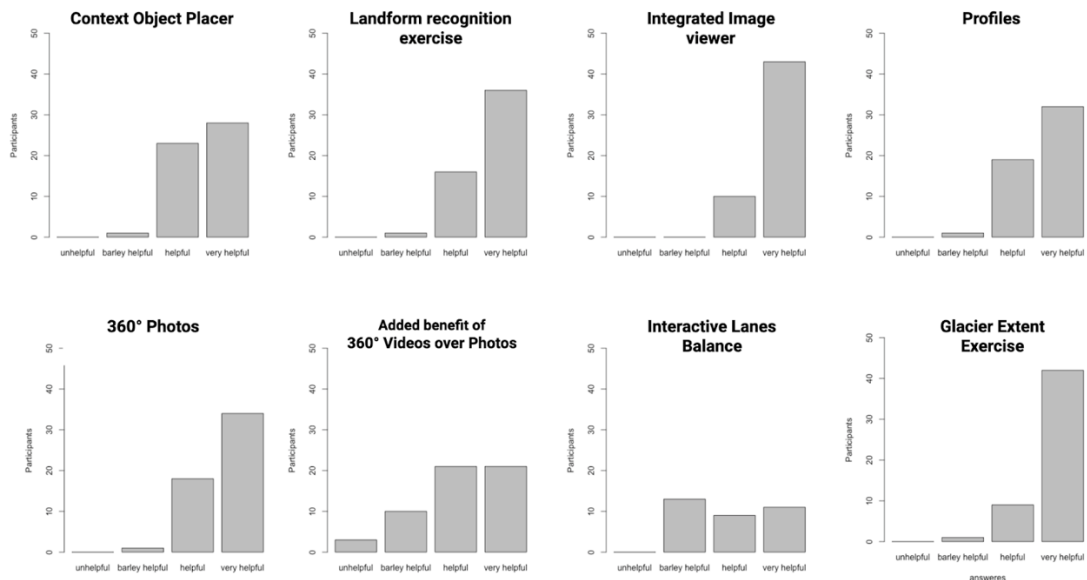 Context Object Placer
Landform recognition
exercise
Integrated Image
viewer
Profiles
Participants
50
40
30
20
10
0
unhelpful barley helpful helpful very helpful
Participants
50
40
30
20
10
0
unhelpful barley helpful helpful very helpful
Participants
50
40
30
20
10
0
unhelpful barley helpful helpful very helpful
Participants
50
40
30
20
10
0
unhelpful barley helpful helpful very helpful
360° Photos
Added benefit of
360° Videos over Photos
Interactive Lanes
Balance
Glacier Extent
Exercise
Participants
50
40
30
20
10
0
unhelpful barley helpful helpful very helpful
Participants
50
40
30
20
10
0
unhelpful barley helpful helpful very helpful
Participants
50
40
30
20
10
0
unhelpful barley helpful helpful very helpful
Participants
50
40
30
20
10
0
unhelpful barley helpful helpful very helpful
answeres